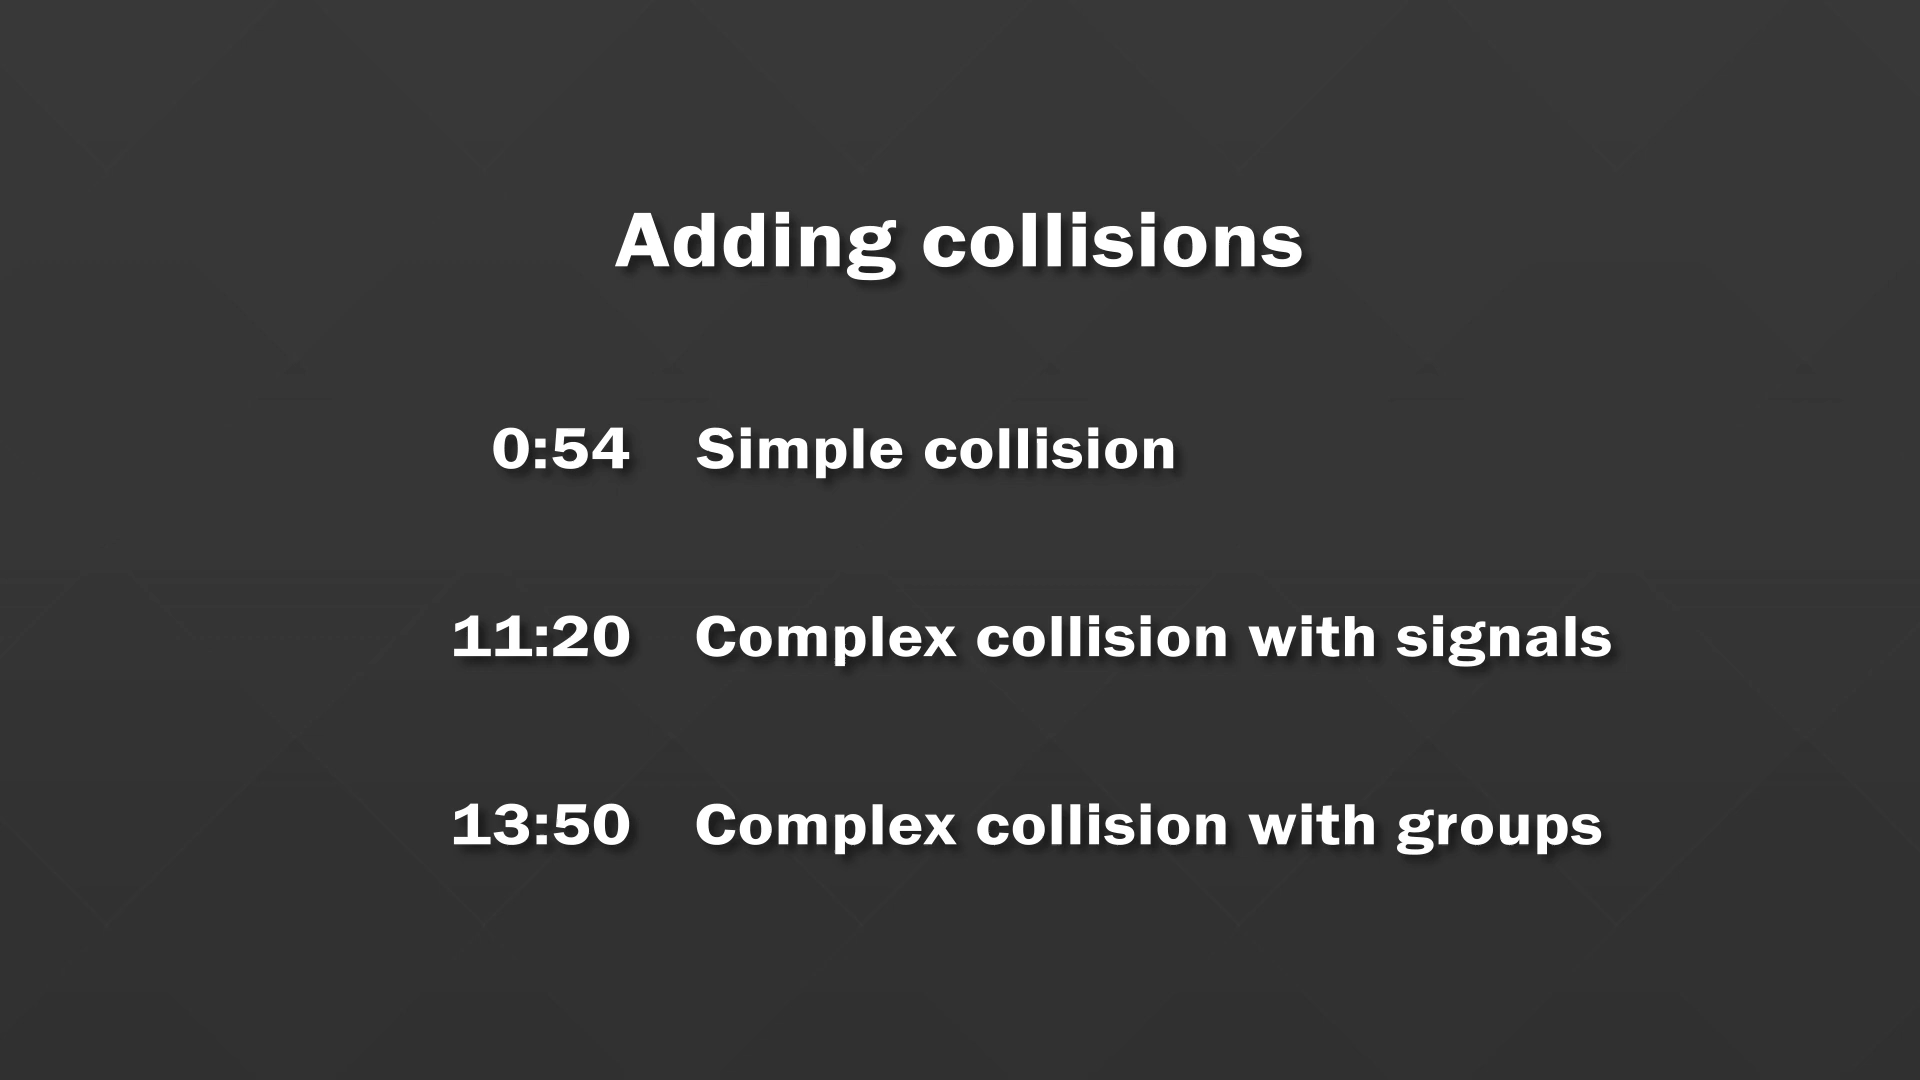 Adding collisions
0:54 Simple collision
11:20 Complex collision with signals
13:50 Complex collision with groups